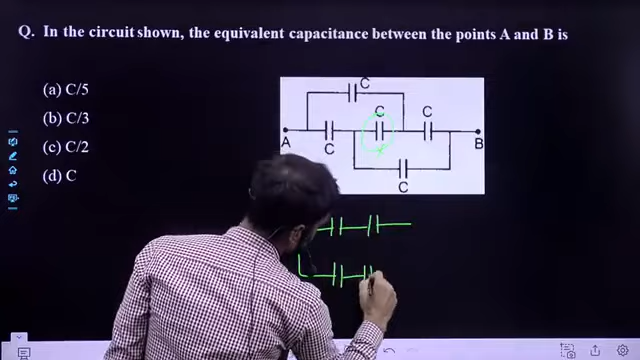 Q. In the circuit shown, the equivalent capacitance between the points A and B is
(a) C/5
(b) C/3
(c) C/2
(d) C
C
C C
A C B
C